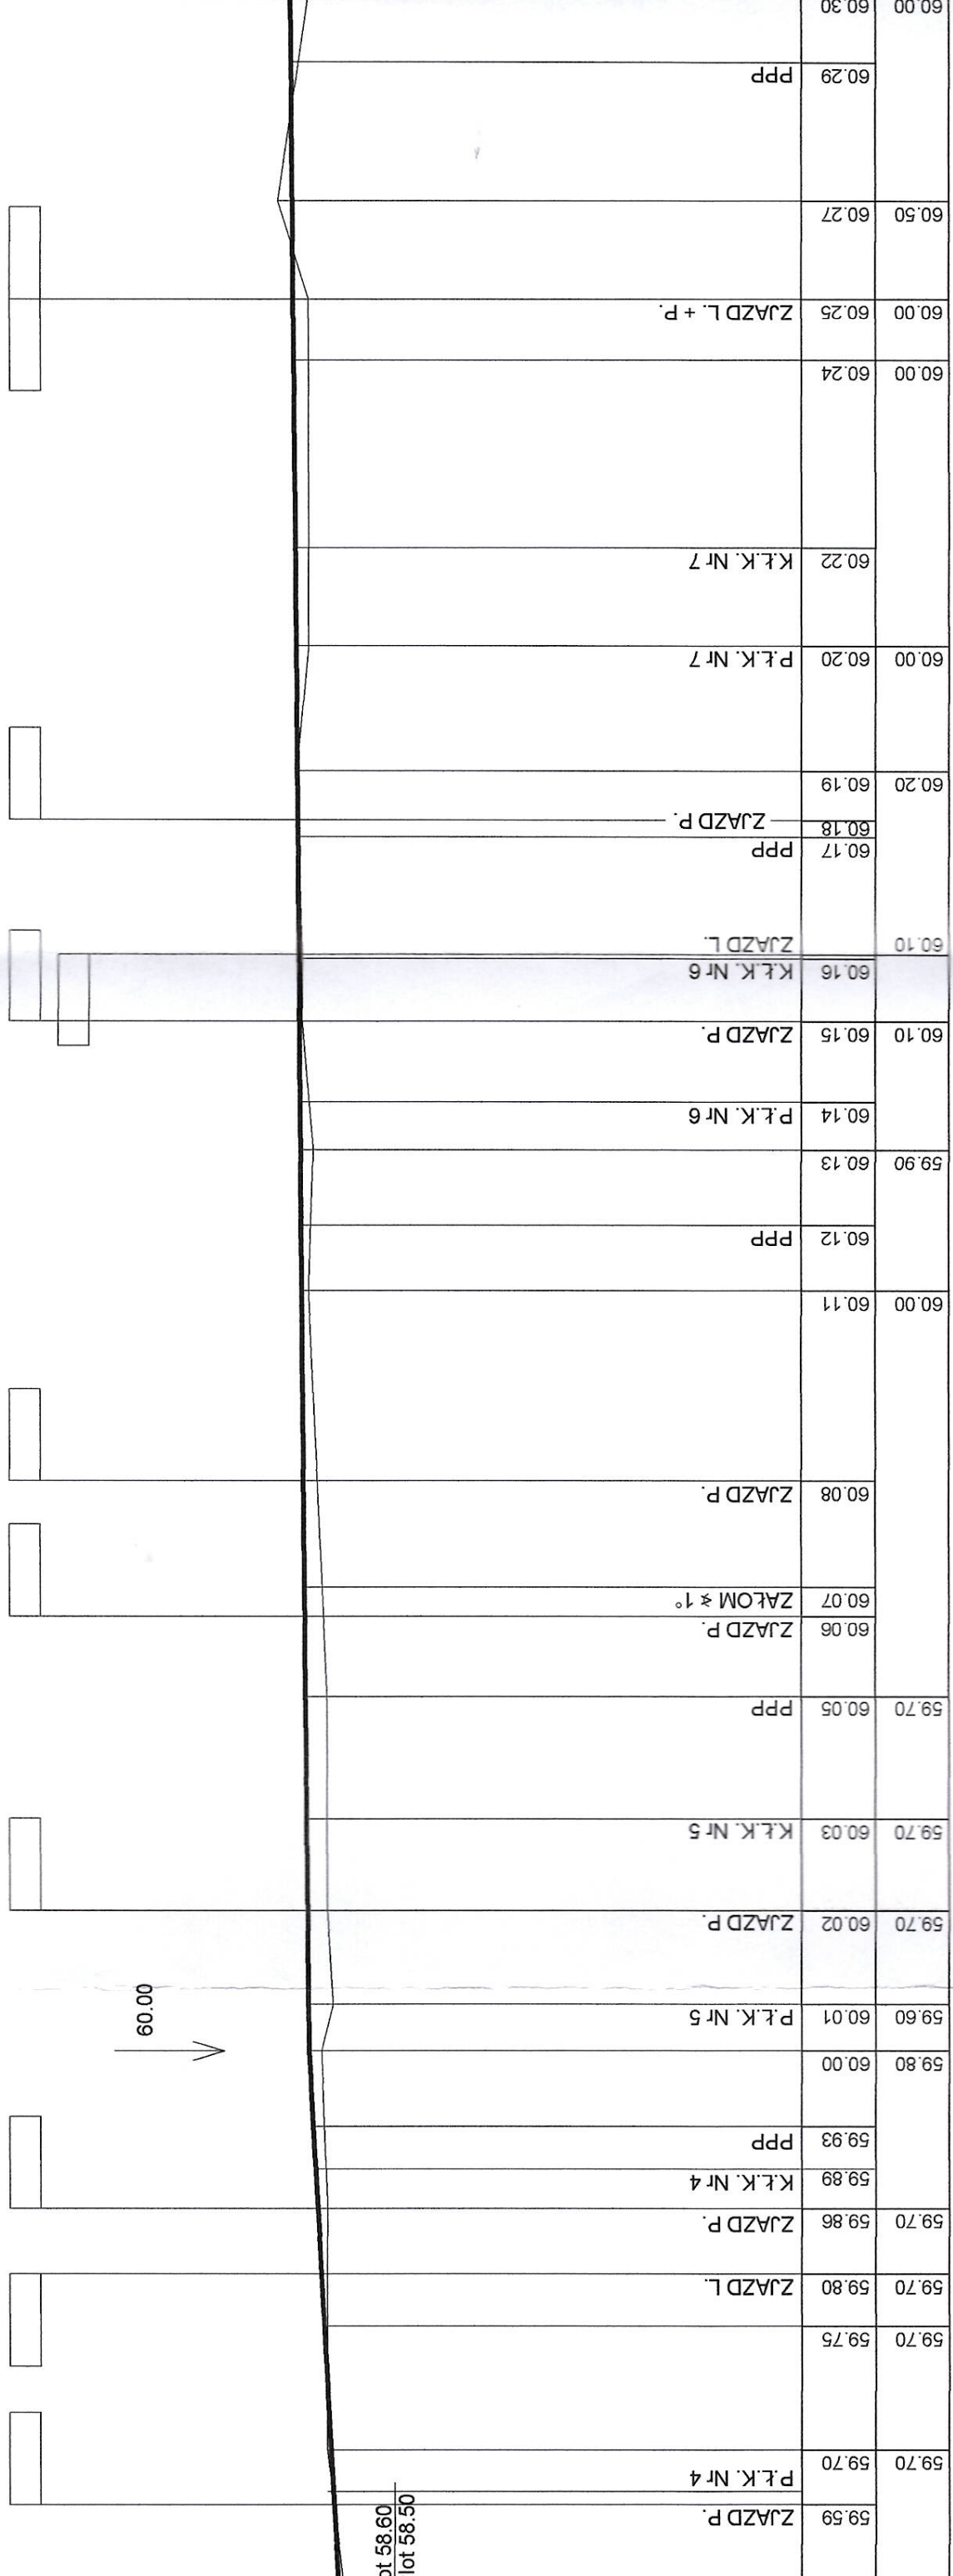 59.59 ZJAZD P.
lot 58.50
ot 58.60
P.Ł.K. Nr 4
59.70 59.70
59.70 59.75
59.70 59.80 ZJAZD L.
59.70 59.86 ZJAZD P.
59.89 K.Ł.K. Nr 4
59.93 PPP
59.80 60.00
60.00
59.60 60.01 P.Ł.K. Nr 5
59.70 60.02 ZJAZD P.
59.70 60.03 K.Ł.K. Nr 5
59.70 60.05 PPP
60.06 ZJAZD P.
60.07 ZAŁOM ∢ 1°
60.08 ZJAZD P.
60.00 60.11
60.12 PPP
59.90 60.13
60.14 P.Ł.K. Nr 6
60.10 60.15 ZJAZD P.
60.16 K.Ł.K. Nr 6
60.10 ZJAZD L.
60.17 PPP
60.18 ZJAZD P.
60.20 60.19
60.00 60.20 P.Ł.K. Nr 7
60.22 K.Ł.K. Nr 7
60.00 60.24
60.00 60.25 ZJAZD L. + P.
60.50 60.27
60.29 PPP
60.00 60.30